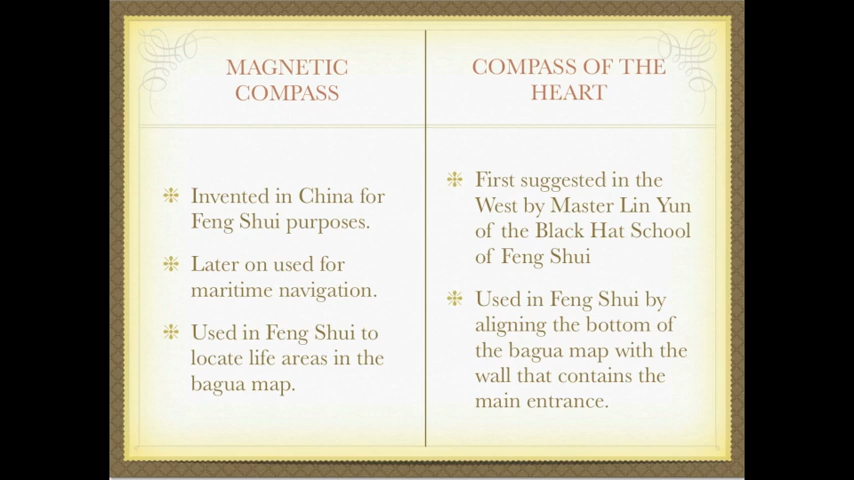 MAGNETIC
COMPASS
Invented in China for
Feng Shui purposes.
Later on used for
maritime navigation.
Used in Feng Shui to
locate life areas in the
bagua map.
COMPASS OF THE
HEART
First suggested in the
West by Master Lin Yun
of the Black Hat School
of Feng Shui
Used in Feng Shui by
aligning the bottom of
the bagua map with the
wall that contains the
main entrance.